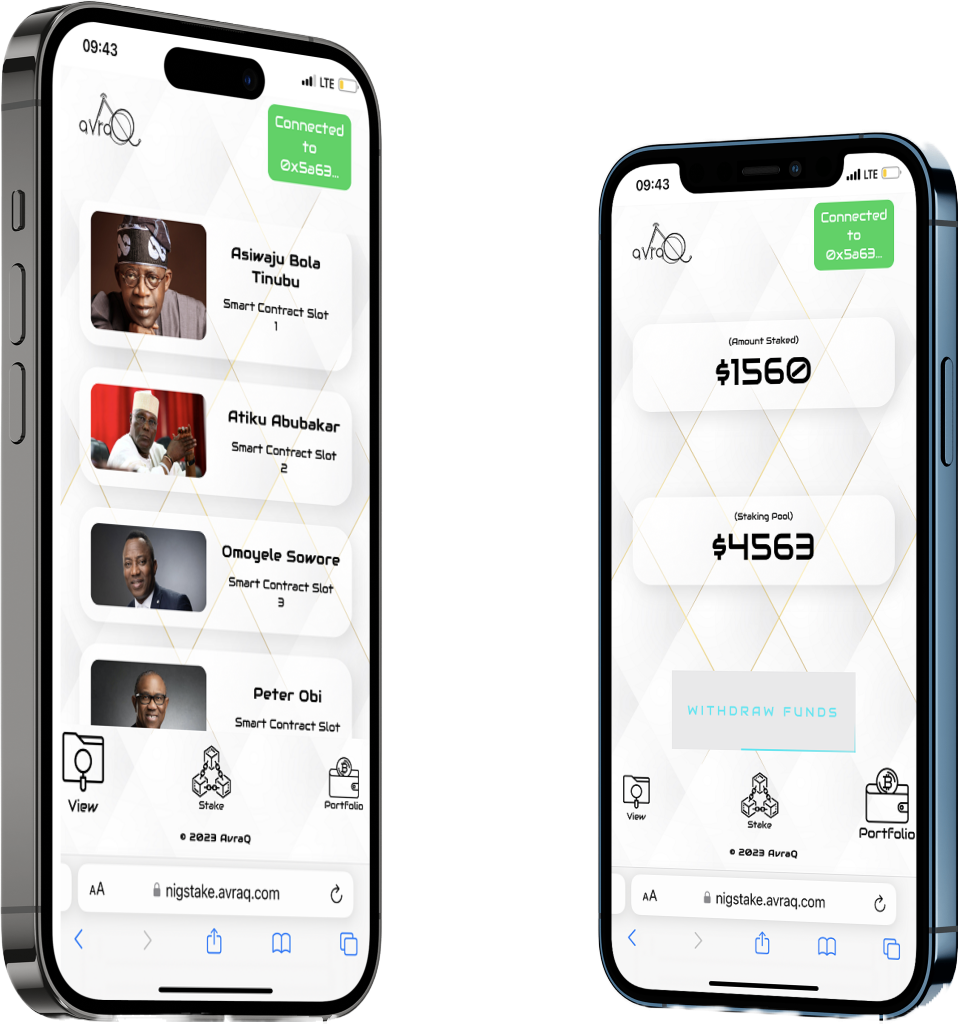 09:43
LTE
avraQ
Connected
to
0x5a63...
Asiwaju Bola
Tinubu
Smart Contract Slot
1
Atiku Abubakar
Smart Contract Slot
2
Omoyele Sowore
Smart Contract Slot
3
Peter Obi
Smart Contract Slot
View
Stake
Portfolio
© 2023 AvraQ
AA
nigstake.avraq.com
09:43
LTE
avraQ
Connected
to
0x5a63...
(Amount Staked)
$1560
(Staking Pool)
$4563
WITHDRAW FUNDS
View
Stake
Portfolio
© 2023 AvraQ
AA
nigstake.avraq.com